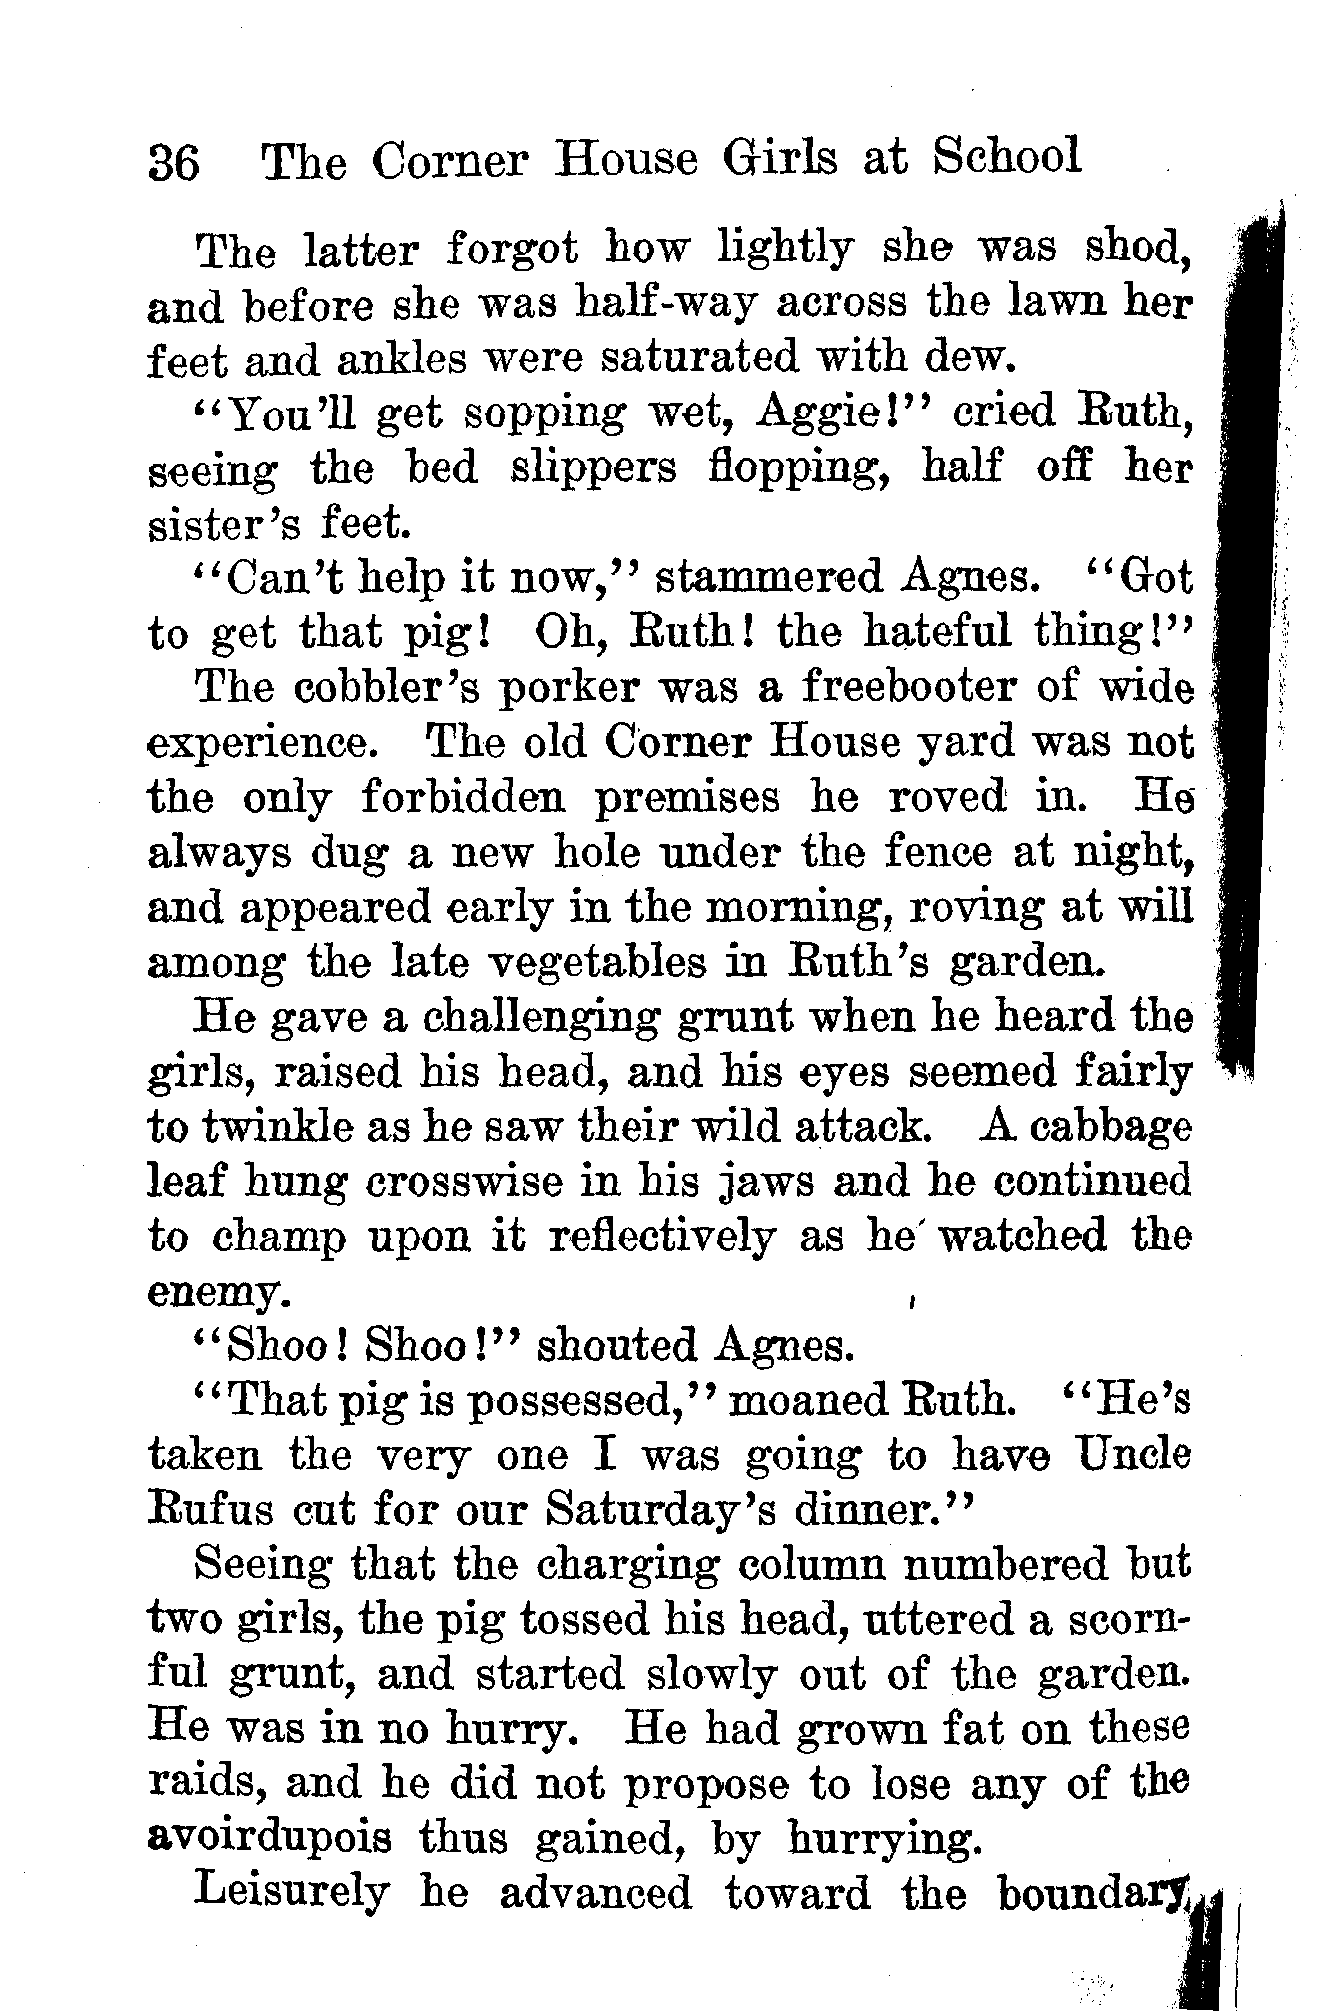 36 The Corner House Girls at School
The latter forgot how lightly she was shod,
and before she was half-way across the lawn her
feet and ankles were saturated with dew.
"You'll get sopping wet, Aggie!" cried Ruth,
seeing the bed slippers flopping, half off her
sister's feet.
"Can't help it now," stammered Agnes. "Got
to get that pig! Oh, Ruth! the hateful thing!"
The cobbler's porker was a freebooter of wide
experience. The old Corner House yard was not
the only forbidden premises he roved in. He
always dug a new hole under the fence at night,
and appeared early in the morning, roving at will
among the late vegetables in Ruth's garden.
He gave a challenging grunt when he heard the
girls, raised his head, and his eyes seemed fairly
to twinkle as he saw their wild attack. A cabbage
leaf hung crosswise in his jaws and he continued
to champ upon it reflectively as he watched the
enemy.
"Shoo! Shoo!" shouted Agnes.
"That pig is possessed," moaned Ruth. "He's
taken the very one I was going to have Uncle
Rufus cut for our Saturday's dinner."
Seeing that the charging column numbered but
two girls, the pig tossed his head, uttered a scorn-
ful grunt, and started slowly out of the garden.
He was in no hurry. He had grown fat on these
raids, and he did not propose to lose any of the
avoirdupois thus gained, by hurrying.
Leisurely he advanced toward the boundary